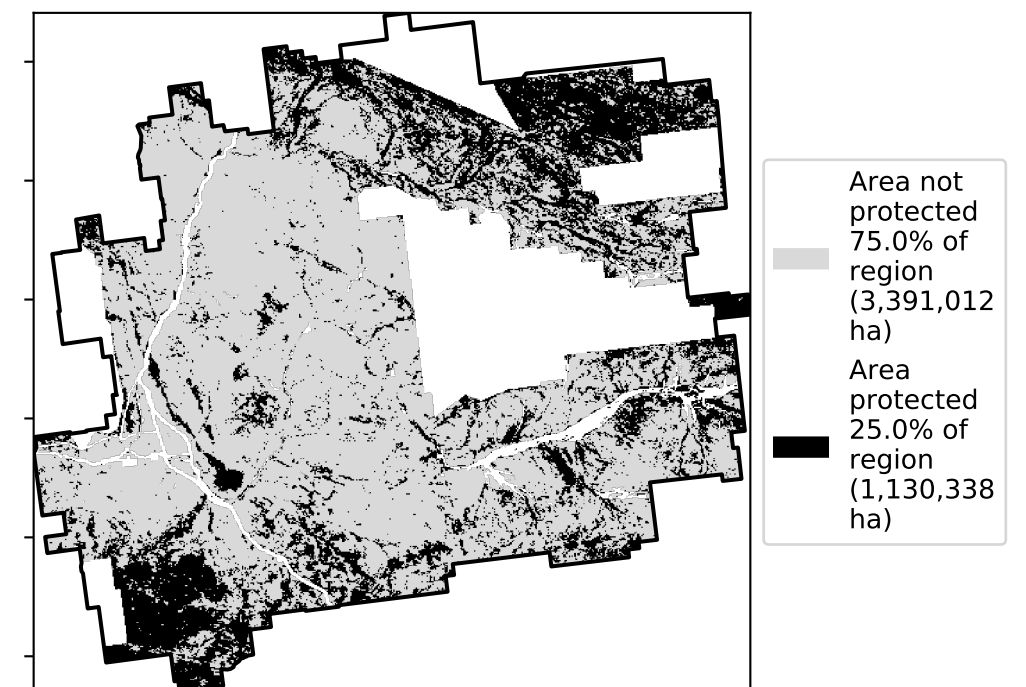 Area not
protected
75.0% of
region
(3,391,012
ha)
Area
protected
25.0% of
region
(1,130,338
ha)